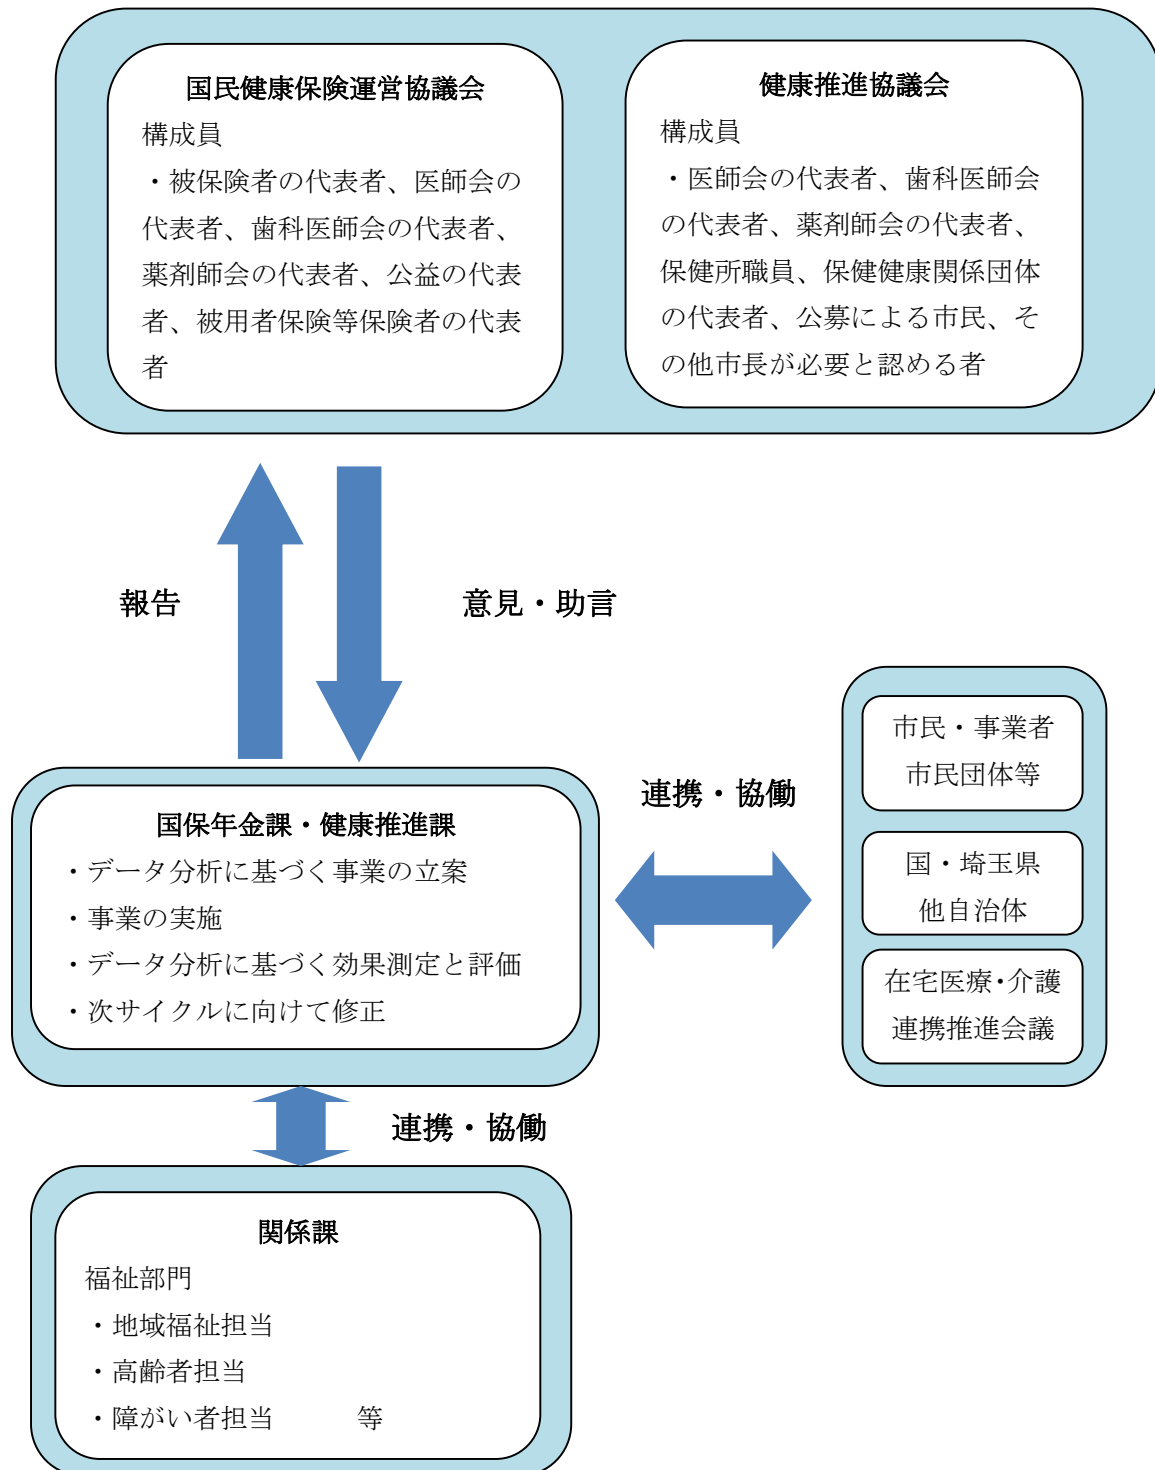 国民健康保険運営協議会
構成員
・被保険者の代表者、医師会の
代表者、歯科医師会の代表者、
薬剤師会の代表者、公益の代表
者、被用者保険等保険者の代表
者
健康推進協議会
構成員
・医師会の代表者、歯科医師会
の代表者、薬剤師会の代表者、
保健所職員、保健健康関係団体
の代表者、公募による市民、そ
の他市長が必要と認める者
報告
意見・助言
国保年金課・健康推進課
・データ分析に基づく事業の立案
・事業の実施
・データ分析に基づく効果測定と評価
・次サイクルに向けて修正
連携・協働
市民・事業者
市民団体等
国・埼玉県
他自治体
在宅医療・介護
連携推進会議
連携・協働
関係課
福祉部門
・地域福祉担当
・高齢者担当
・障がい者担当　　　等